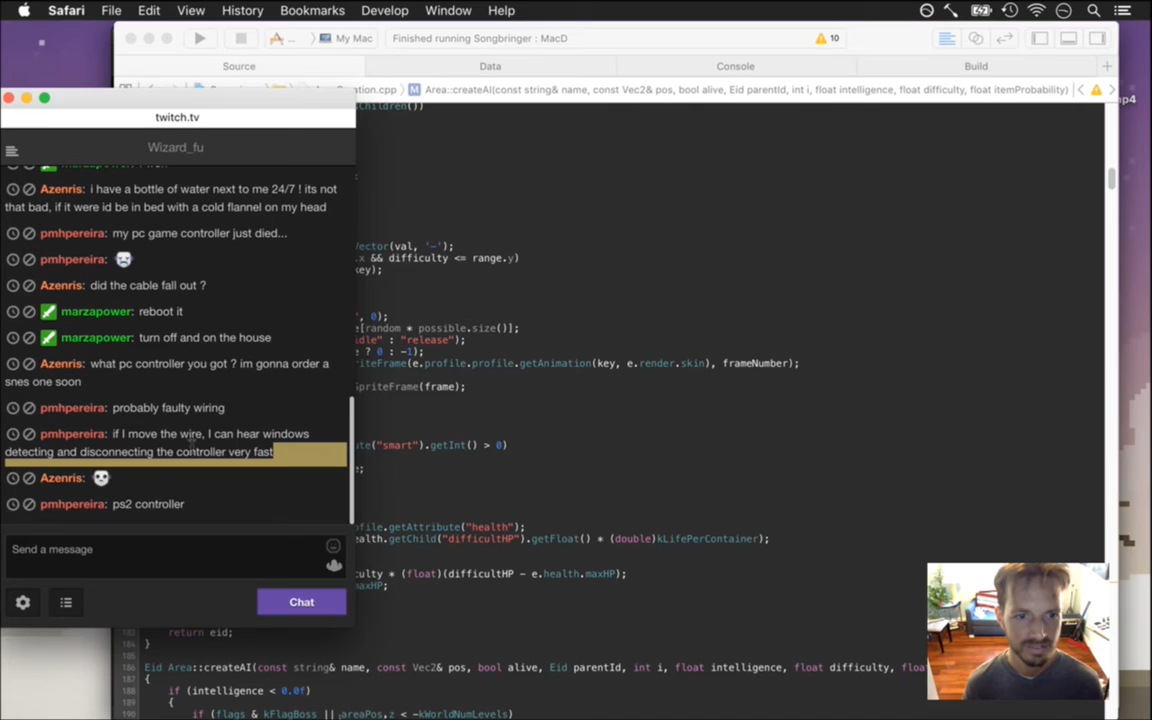 Safari File Edit View History Bookmarks Develop Window Help
My Mac Finished running Songbringer : MacD 10
Source Data Console Build
Area::createAI(const string& name, const Vec2& pos, bool alive, Eid parentId, int i, float intelligence, float difficulty, float itemProbability)
p4
twitch.tv
Wizard_fu
Azenris: i have a bottle of water next to me 24/7 ! its not
that bad, if it were id be in bed with a cold flannel on my head
pmhpereira: my pc game controller just died...
pmhpereira:
Azenris: did the cable fall out ?
marzapower: reboot it
marzapower: turn off and on the house
Azenris: what pc controller you got ? im gonna order a
snes one soon
pmhpereira: probably faulty wiring
pmhpereira: if I move the wire, I can hear windows
detecting and disconnecting the controller very fast
Azenris:
pmhpereira: ps2 controller
Send a message
Chat
Children())
Vector(val, '~');
.x && difficulty <= range.y)
key);
, 0);
[random * possible.size()];
"idle" : "release");
e ? 0 : -1);
riteFrame(e.profile.profile.getAnimation(key, e.render.skin), frameNumber);
SpriteFrame(frame);
ute("smart").getInt() > 0)
ofile.getAttribute("health");
health.getChild("difficultHP").getFloat() * (double)kLifePerContainer);
culty * (float)(difficultHP - e.health.maxHP);
maxHP;
183 return eid;
184 }
185
186 Eid Area::createAI(const string& name, const Vec2& pos, bool alive, Eid parentId, int i, float intelligence, float difficulty,
187 {
188 if (intelligence < 0.0f)
189 {
190 if (flags & kFlagBoss || areaPos.z < -kWorldNumLevels)